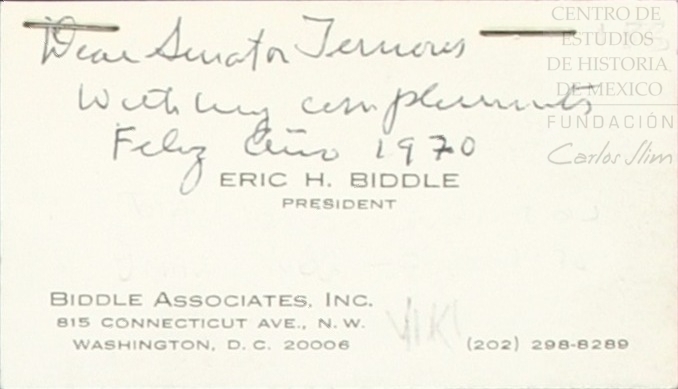 Dear Senator Terrones
With my compliments
Feliz Año 1970
ERIC H. BIDDLE
PRESIDENT
BIDDLE ASSOCIATES, INC.
815 CONNECTICUT AVE., N. W.
WASHINGTON, D. C. 20006
(202) 298-8289
CENTRO DE
ESTUDIOS
DE HISTORIA
DE MEXICO
FUNDACIÓN
Carlos Slim